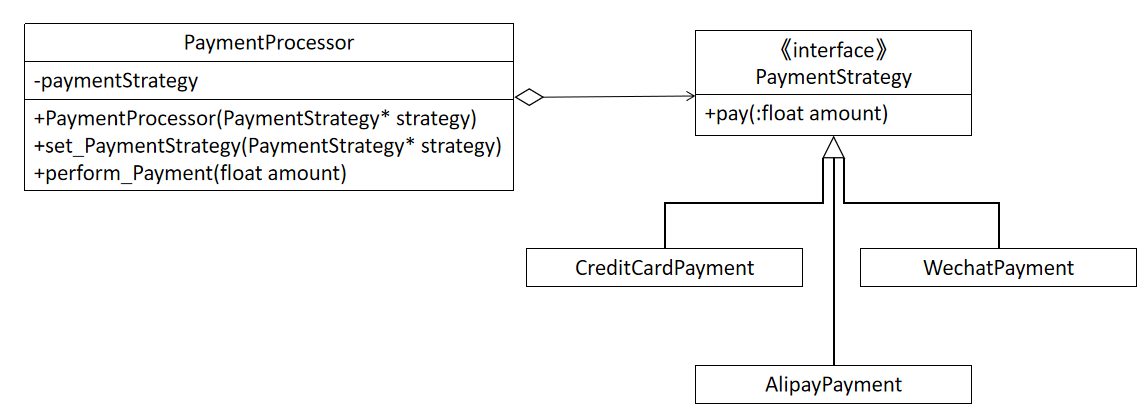 PaymentProcessor
-paymentStrategy
+PaymentProcessor(PaymentStrategy* strategy)
+set_PaymentStrategy(PaymentStrategy* strategy)
+perform_Payment(float amount)
《interface》
PaymentStrategy
+pay(:float amount)
CreditCardPayment
WechatPayment
AlipayPayment